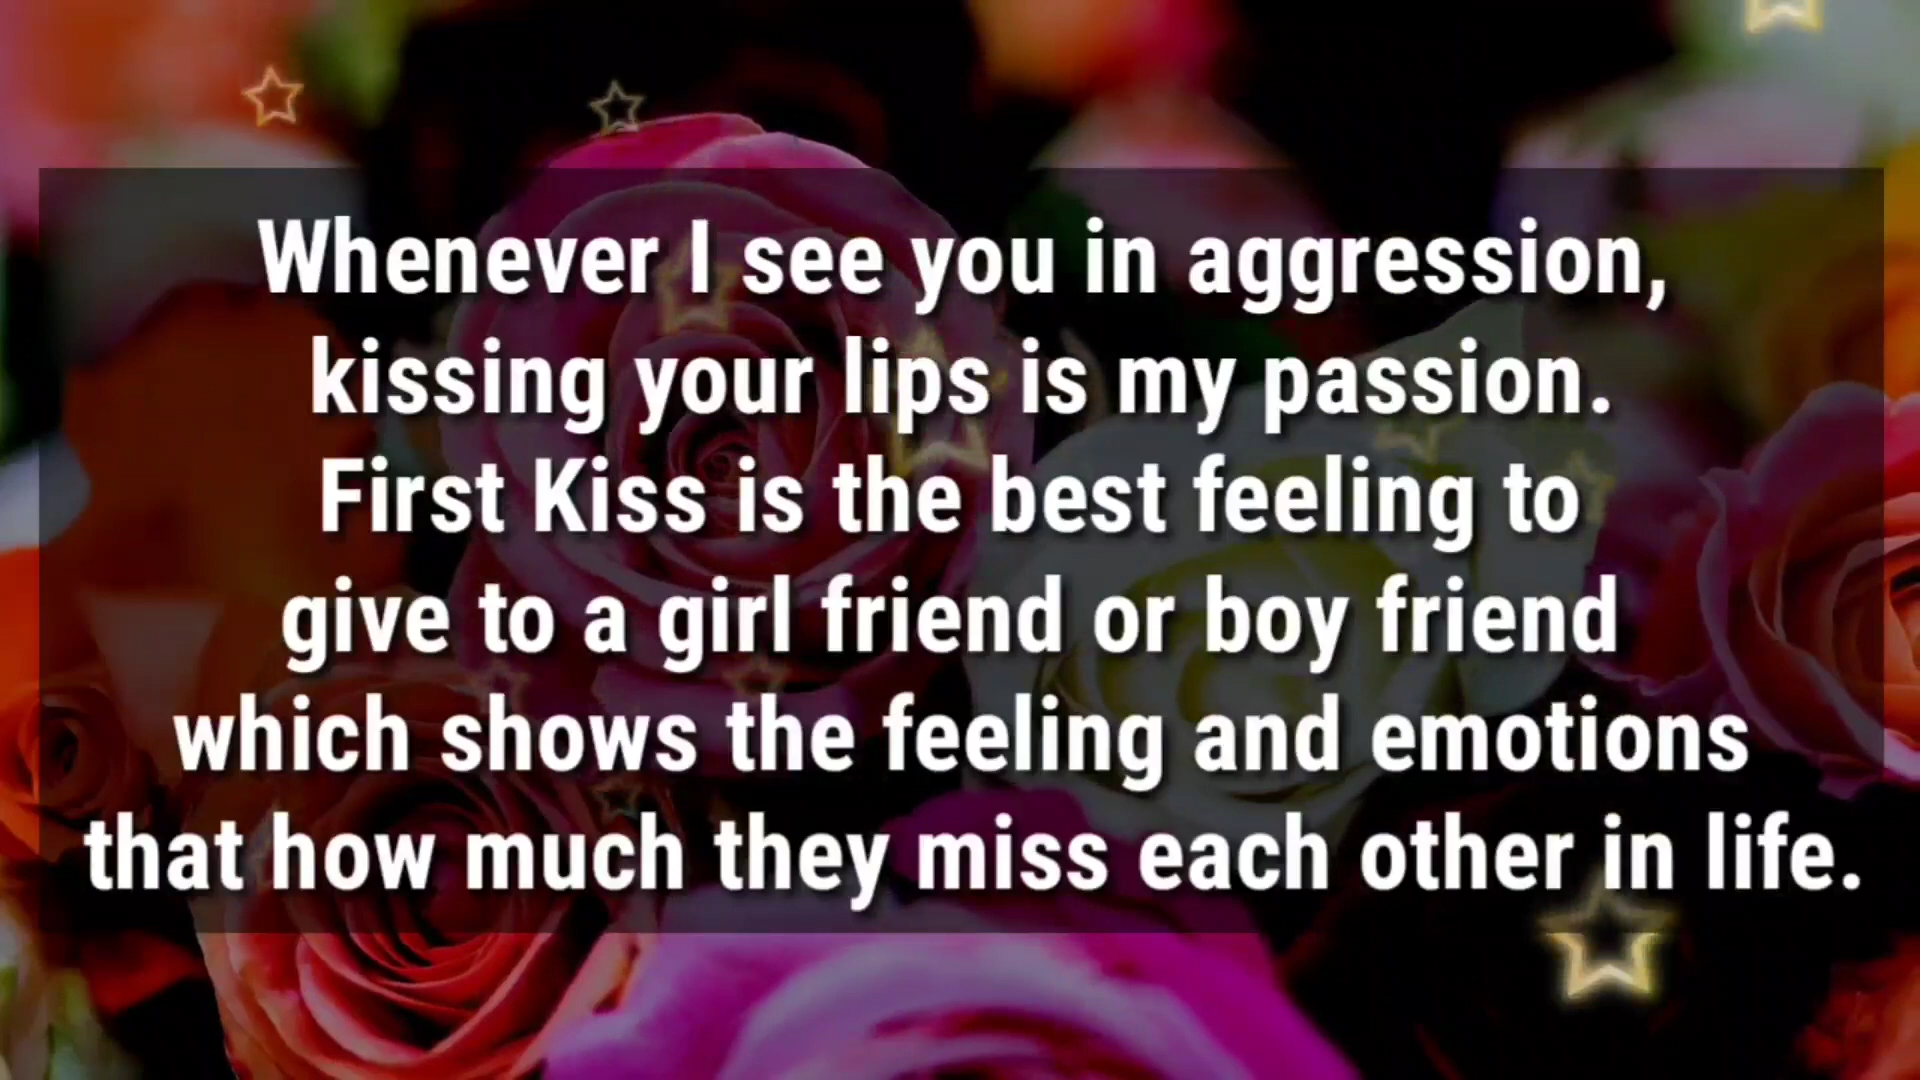 Whenever I see you in aggression,
kissing your lips is my passion.
First Kiss is the best feeling to
give to a girl friend or boy friend
which shows the feeling and emotions
that how much they miss each other in life.